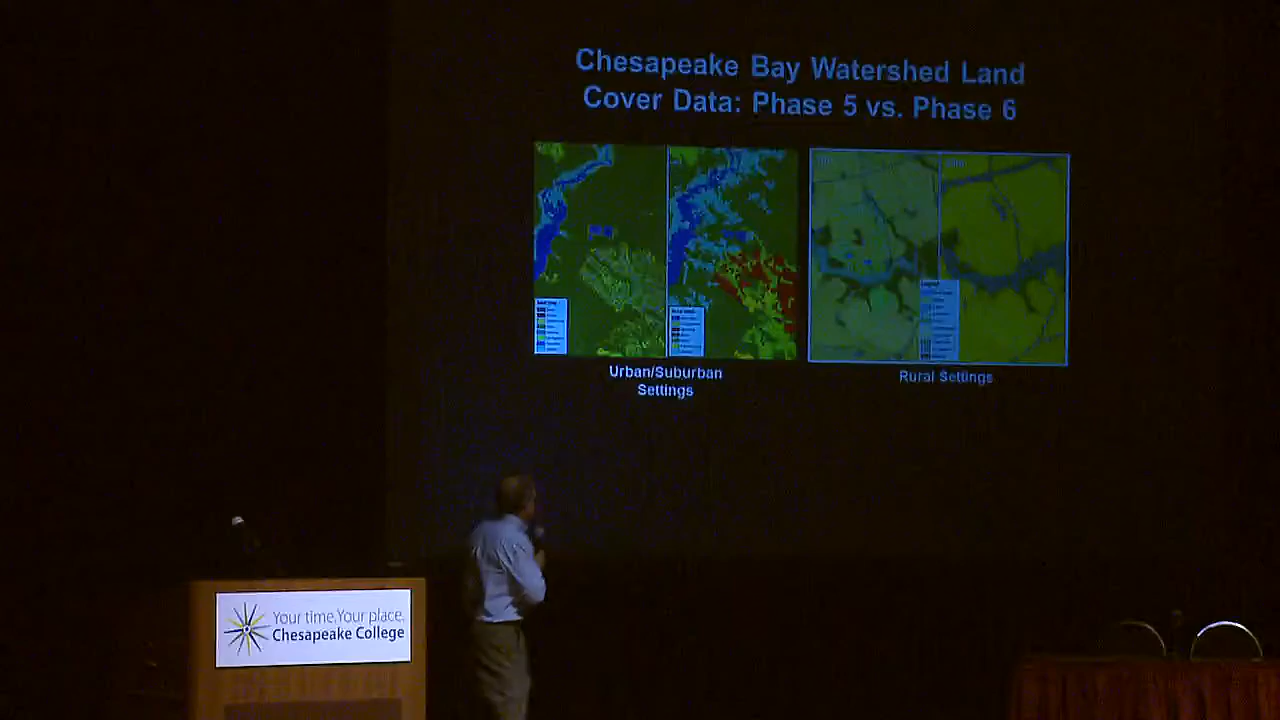 Chesapeake Bay Watershed Land
Cover Data: Phase 5 vs. Phase 6
Urban/Suburban
Settings
Rural Settings
Your time. Your place.
Chesapeake College